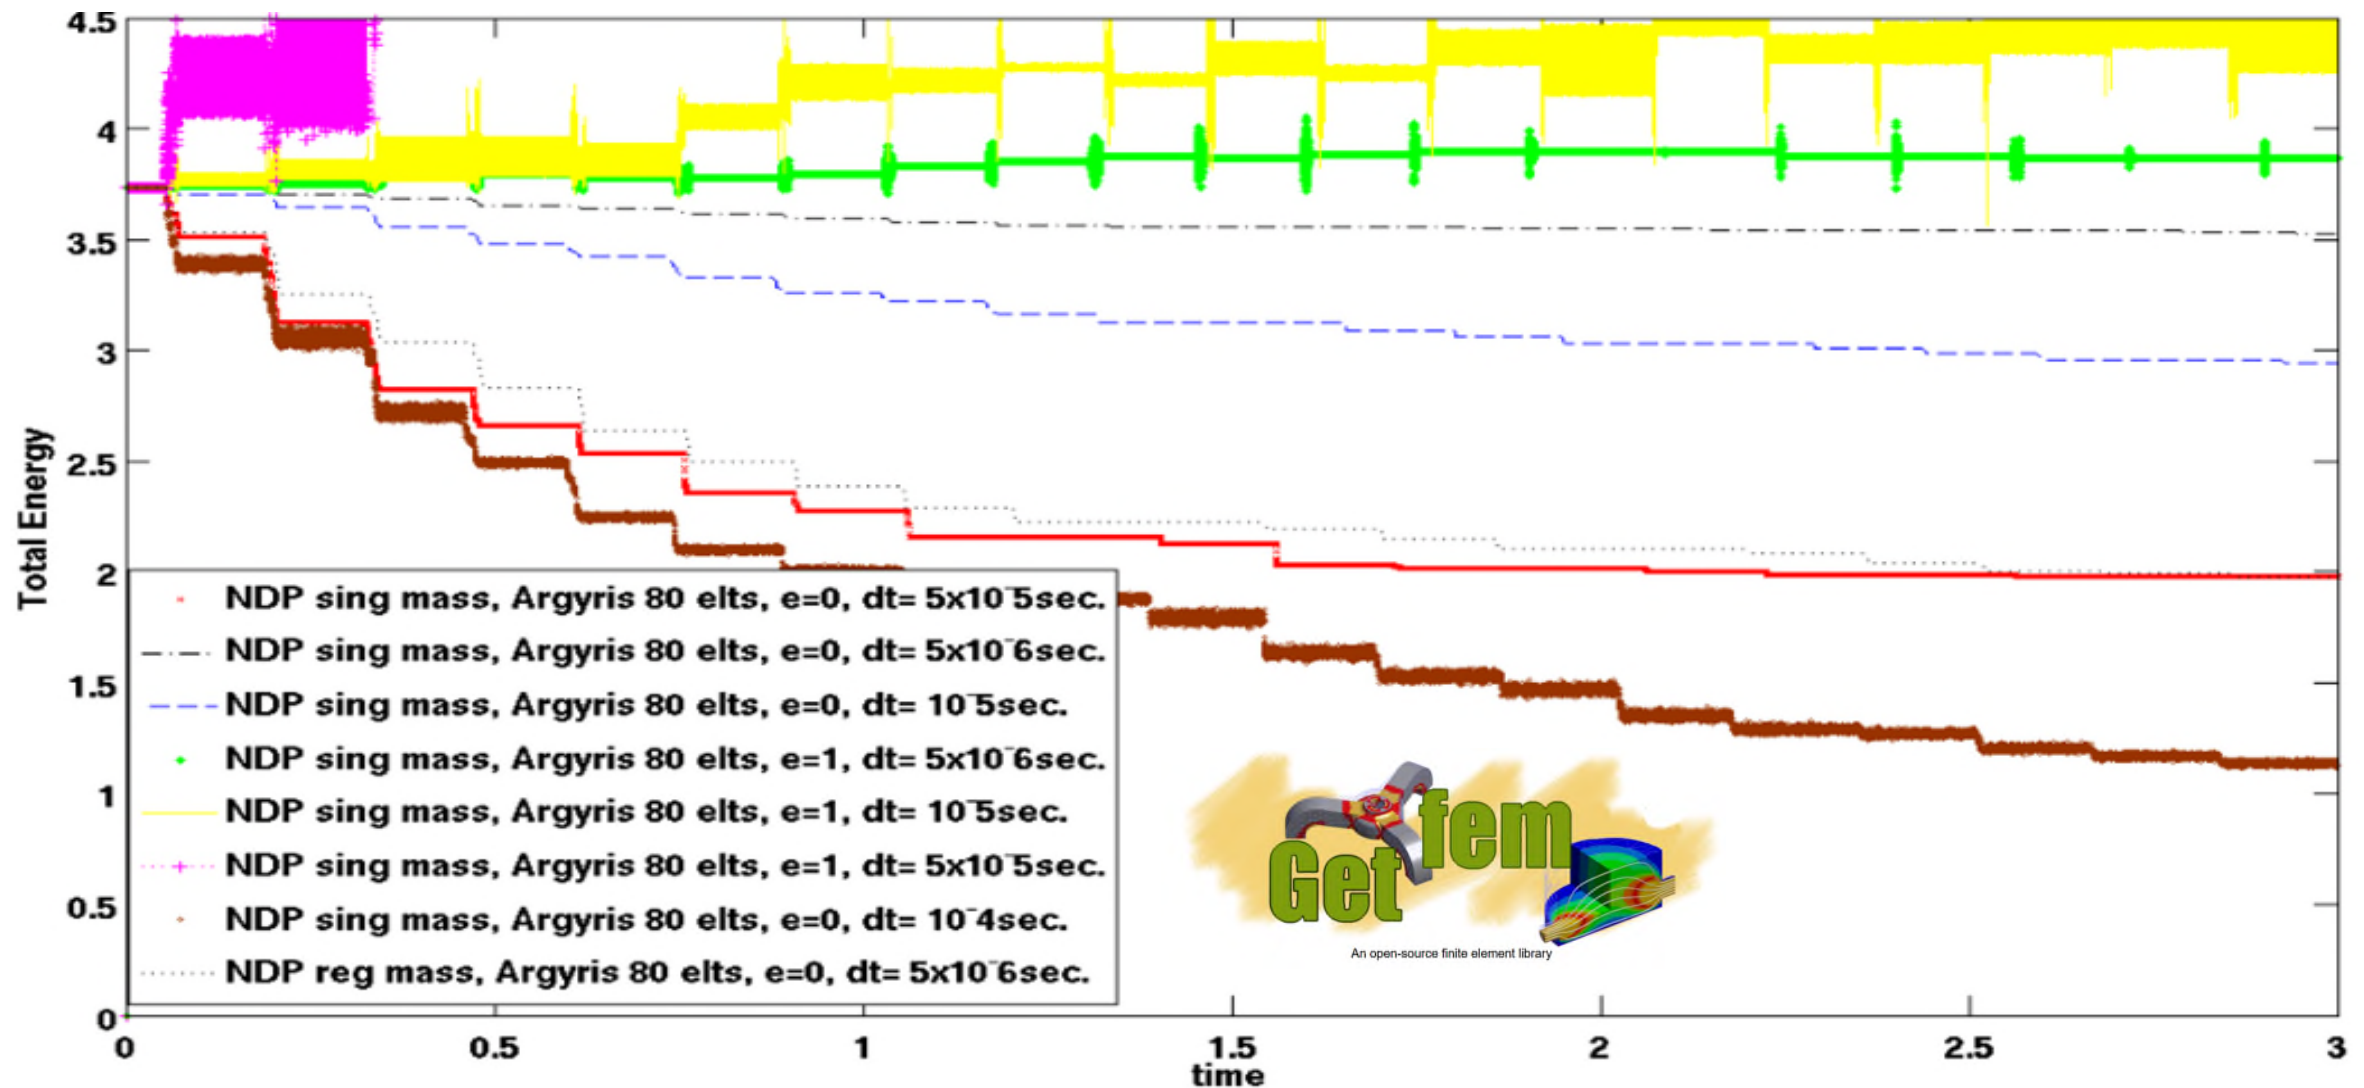 4.5
4
3.5
3
2.5
2
1.5
1
0.5
0
Total Energy
NDP sing mass, Argyris 80 elts, e=0, dt= 5x10⁻5sec.
NDP sing mass, Argyris 80 elts, e=0, dt= 5x10⁻6sec.
NDP sing mass, Argyris 80 elts, e=0, dt= 10⁻5sec.
NDP sing mass, Argyris 80 elts, e=1, dt= 5x10⁻6sec.
NDP sing mass, Argyris 80 elts, e=1, dt= 10⁻5sec.
NDP sing mass, Argyris 80 elts, e=1, dt= 5x10⁻5sec.
NDP sing mass, Argyris 80 elts, e=0, dt= 10⁻4sec.
NDP reg mass, Argyris 80 elts, e=0, dt= 5x10⁻6sec.
Getfem
An open-source finite element library
0 0.5 1 1.5 2 2.5 3
time